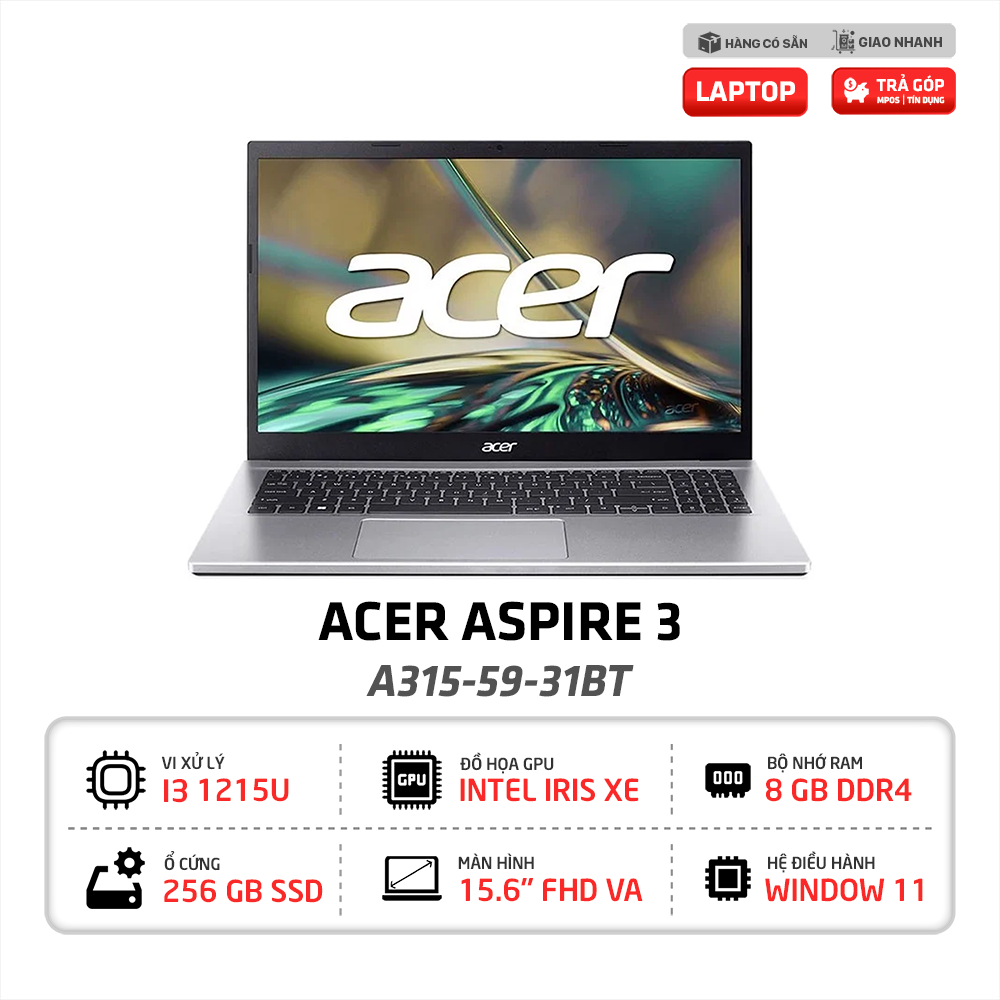 HÀNG CÓ SẴN
GIAO NHANH
LAPTOP
TRẢ GÓP
MPOS | TÍN DỤNG
acer
acer
acer
ACER ASPIRE 3
A315-59-31BT
VI XỬ LÝ
I3 1215U
GPU
ĐỒ HỌA GPU
INTEL IRIS XE
BỘ NHỚ RAM
8 GB DDR4
Ổ CỨNG
256 GB SSD
MÀN HÌNH
15.6” FHD VA
HỆ ĐIỀU HÀNH
WINDOW 11